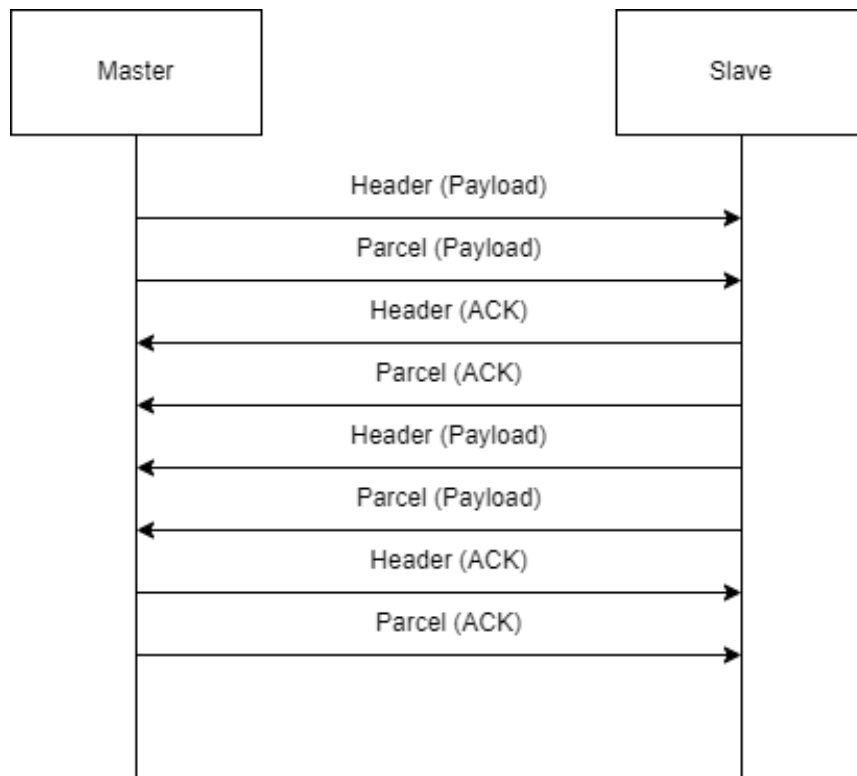 Master
Slave
Header (Payload)
Parcel (Payload)
Header (ACK)
Parcel (ACK)
Header (Payload)
Parcel (Payload)
Header (ACK)
Parcel (ACK)